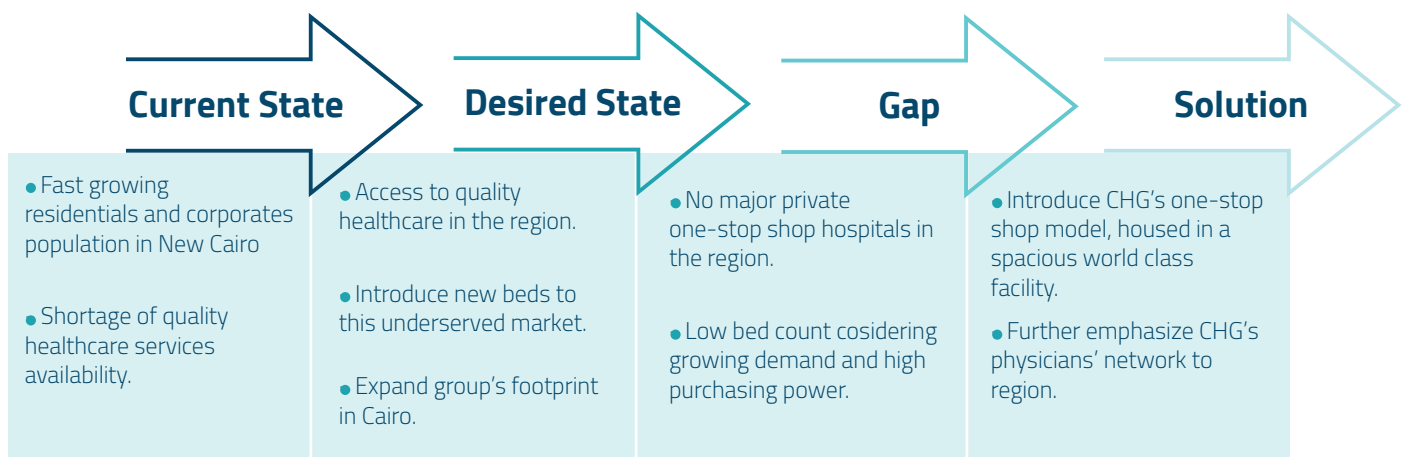 Current State
Desired State
Gap
Solution
● Fast growing
residentials and corporates
population in New Cairo
● Shortage of quality
healthcare services
availability.
● Access to quality
healthcare in the region.
● Introduce new beds to
this underserved market.
● Expand group's footprint
in Cairo.
● No major private
one-stop shop hospitals in
the region.
● Low bed count cosidering
growing demand and high
purchasing power.
● Introduce CHG's one-stop
shop model, housed in a
spacious world class
facility.
● Further emphasize CHG's
physicians' network to
region.